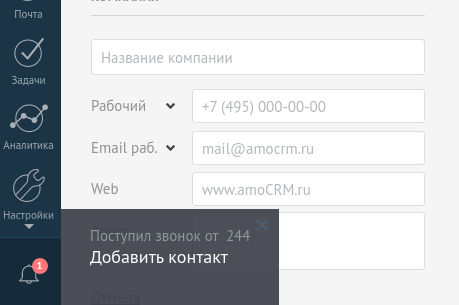 Почта
Задачи
Аналитика
Настройки
1
Название компании
Рабочий
+7 (495) 000-00-00
Email раб.
mail@amocrm.ru
Web
www.amoCRM.ru
Поступил звонок от 244
Добавить контакт
Отмена